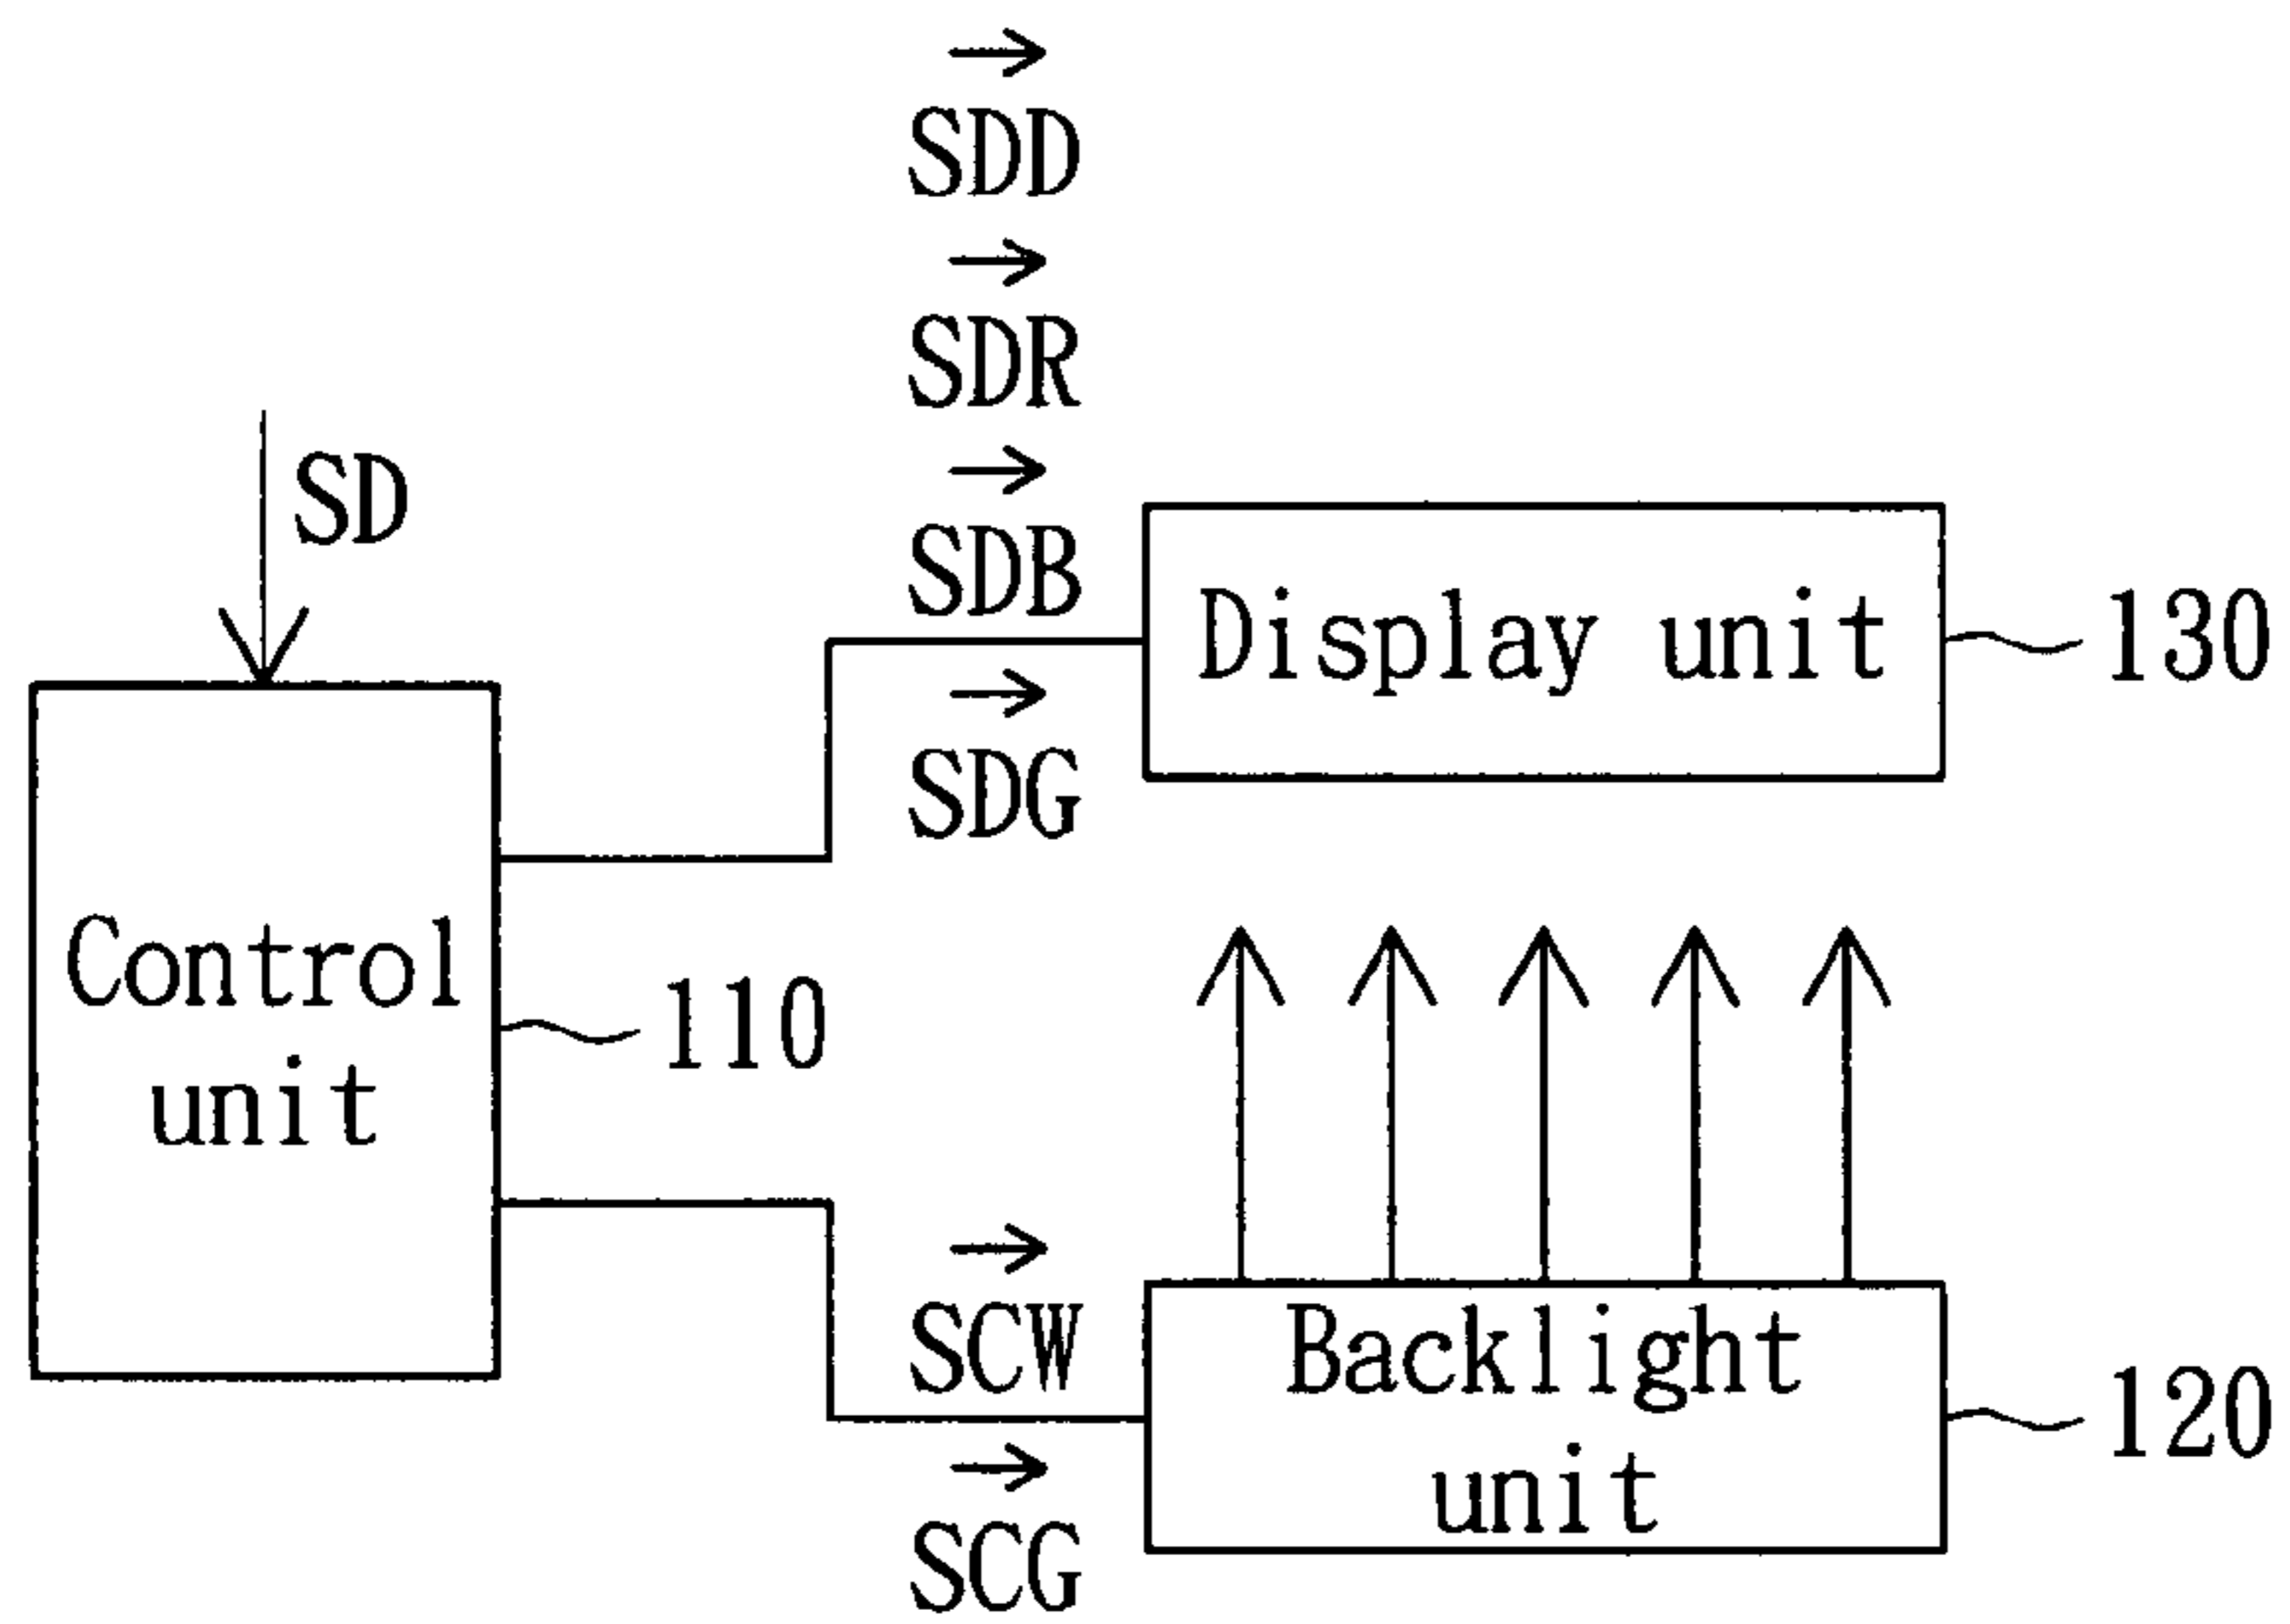 SDD
SDR
SD
SDB
Display unit
130
SDG
Control
unit
110
SCW
Backlight
unit
120
SCG